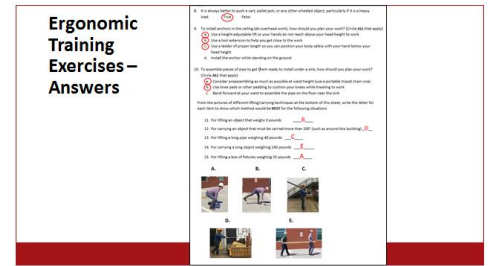 Ergonomic
Training
Exercises –
Answers
8. It is always better to push a cart, pallet jack, or any other wheeled object, particularly if it is a heavy
load. True False
9. To install anchors in the ceiling (do overhead work), how should you plan your work? (Circle ALL that apply)
a Use a height-adjustable lift so your hands do not reach above your head height to work
b Use a tool extension to help you get close to the work
c Use a ladder of proper length so you can position your body safely with your hand below your
head height
d Install the anchor while standing on the ground
10. To assemble pieces of pipe to get them ready to install under a sink, how should you plan your work?
(Circle ALL that apply)
a Consider preassembling as much as possible at waist height (use a portable tristand chain vice)
b Use knee pads or other padding to cushion your knees while kneeling to work
c Bend forward at your waist to assemble the pipe on the floor near the sink
From the pictures of different lifting/carrying techniques at the bottom of this sheet, write the letter for
each item to show which method would be BEST for the following situations
11. For lifting an object that weighs 3 pounds __B__
12. For carrying an object that must be carried more than 200' (such as around this building) _D_
13. For lifting a long pipe weighing 40 pounds __C__
14. For carrying a long object weighing 140 pounds __E__
15. For lifting a box of fixtures weighing 35 pounds __A__
A. B. C.
D. E.